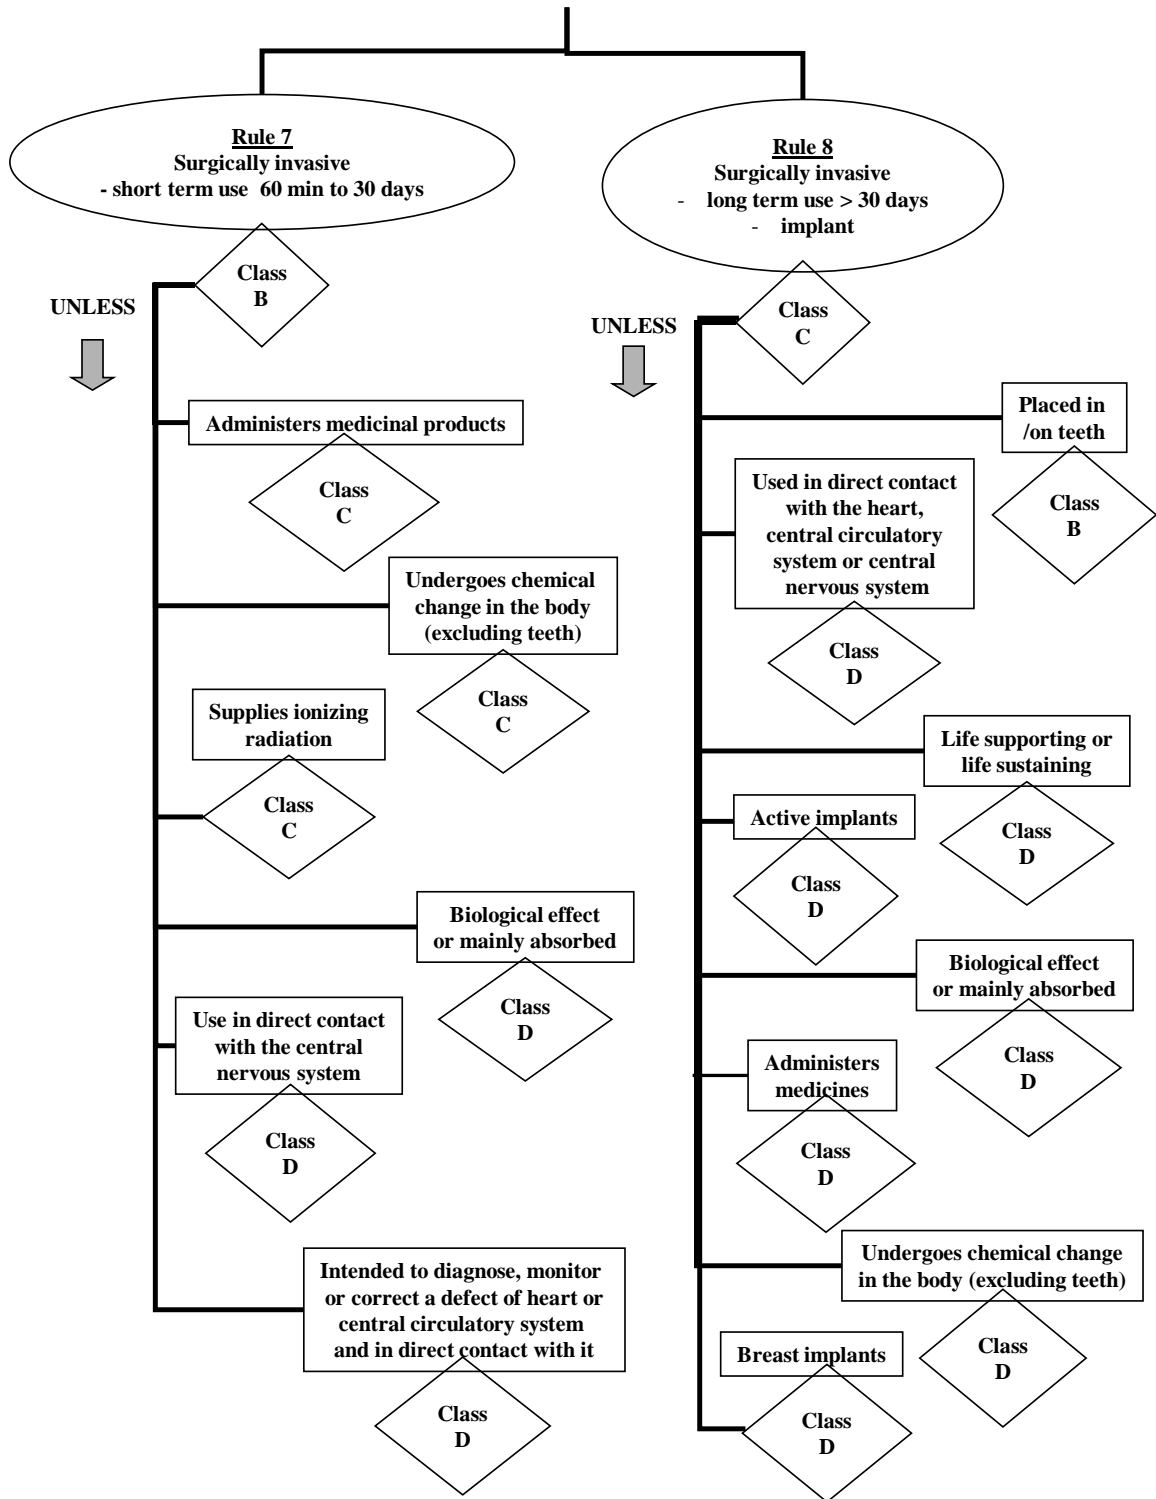 Rule 7
Surgically invasive
- short term use 60 min to 30 days
Class
B
UNLESS
Administers medicinal products
Class
C
Undergoes chemical
change in the body
(excluding teeth)
Class
C
Supplies ionizing
radiation
Class
C
Biological effect
or mainly absorbed
Class
D
Use in direct contact
with the central
nervous system
Class
D
Intended to diagnose, monitor
or correct a defect of heart or
central circulatory system
and in direct contact with it
Class
D
Rule 8
Surgically invasive
- long term use > 30 days
- implant
Class
C
UNLESS
Placed in
/on teeth
Class
B
Used in direct contact
with the heart,
central circulatory
system or central
nervous system
Class
D
Life supporting or
life sustaining
Class
D
Active implants
Class
D
Biological effect
or mainly absorbed
Class
D
Administers
medicines
Class
D
Undergoes chemical change
in the body (excluding teeth)
Class
D
Breast implants
Class
D